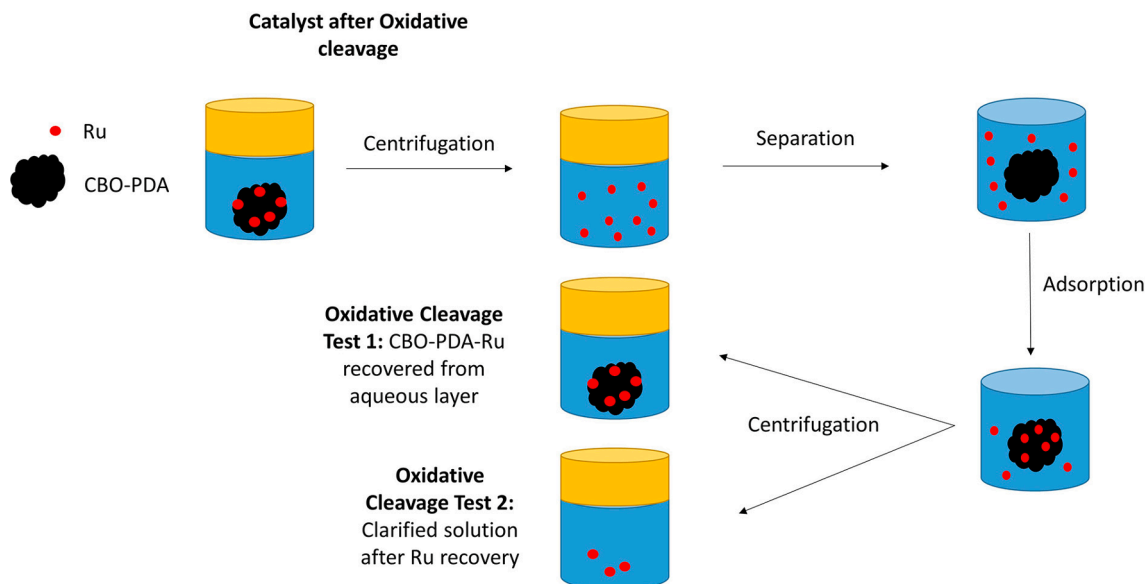 Catalyst after Oxidative
cleavage
Ru
CBO-PDA
Centrifugation
Separation
Adsorption
Oxidative Cleavage
Test 1: CBO-PDA-Ru
recovered from
aqueous layer
Centrifugation
Oxidative
Cleavage Test 2:
Clarified solution
after Ru recovery